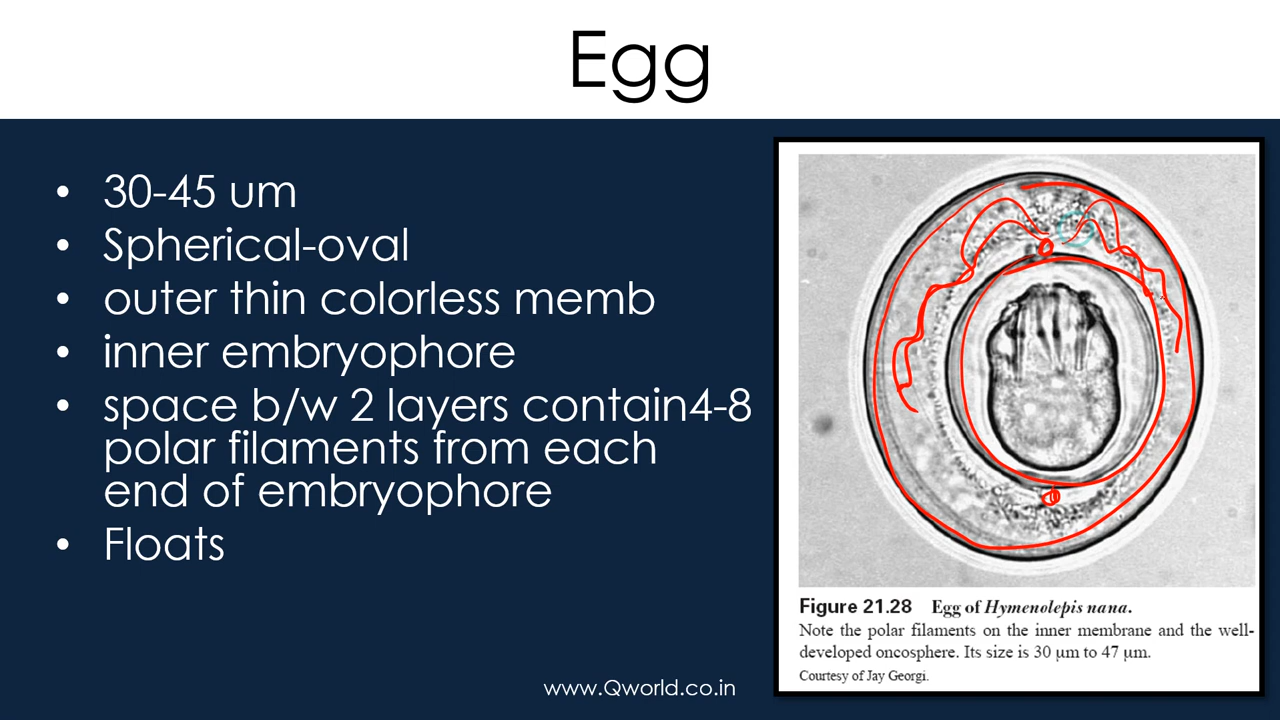 Egg
• 30-45 um
• Spherical-oval
• outer thin colorless memb
• inner embryophore
• space b/w 2 layers contain4-8
polar filaments from each
end of embryophore
• Floats
Figure 21.28 Egg of Hymenolepis nana.
Note the polar filaments on the inner membrane and the well-
developed oncosphere. Its size is 30 μm to 47 μm.
Courtesy of Jay Georgi.
www.Qworld.co.in